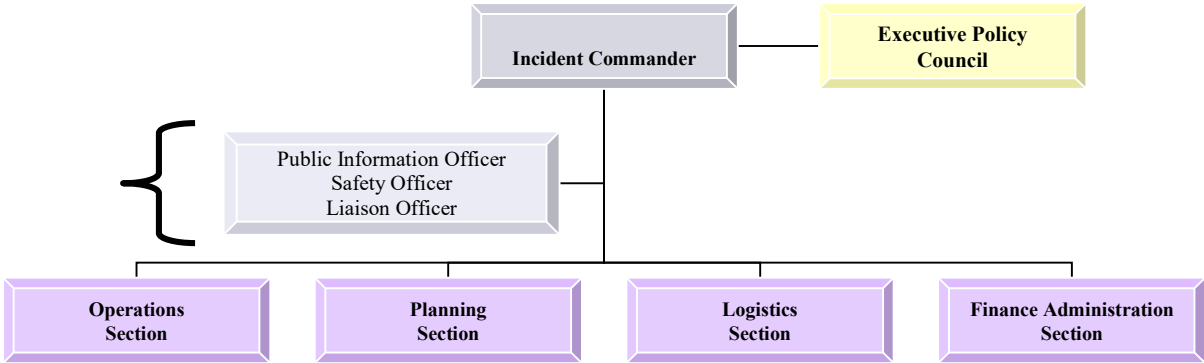 Incident Commander
Executive Policy
Council
Public Information Officer
Safety Officer
Liaison Officer
Operations
Section
Planning
Section
Logistics
Section
Finance Administration
Section